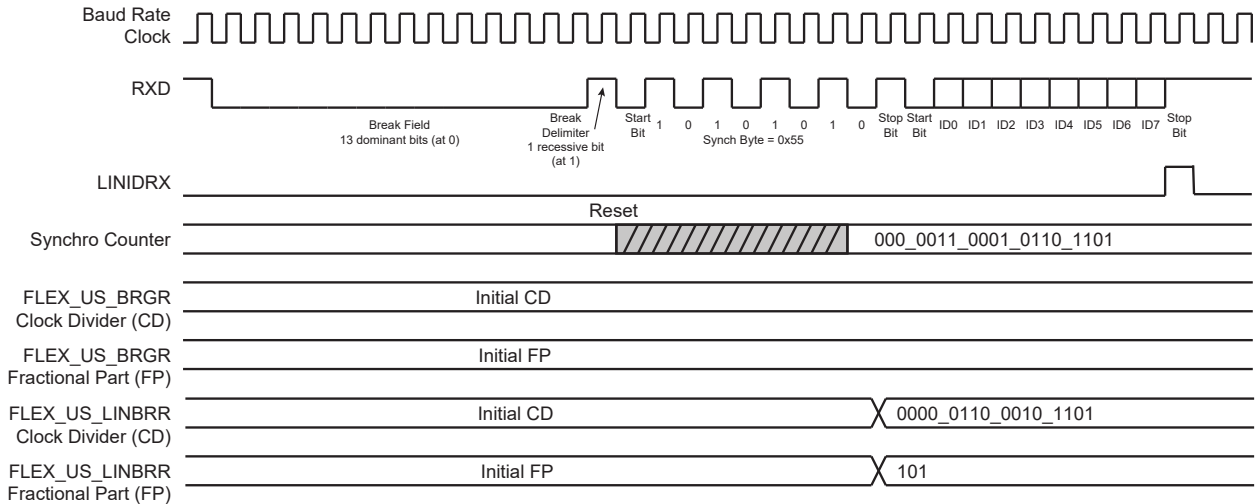 Baud Rate
Clock
RXD
Break Field
13 dominant bits (at 0)
Break
Delimiter
1 recessive bit
(at 1)
Start
Bit
1 0 1 0 1 0 1 0
Synch Byte = 0x55
Stop
Bit
Start
Bit
ID0 ID1 ID2 ID3 ID4 ID5 ID6 ID7
Stop
Bit
LINIDRX
Reset
Synchro Counter
000_0011_0001_0110_1101
FLEX_US_BRGR
Clock Divider (CD)
Initial CD
FLEX_US_BRGR
Fractional Part (FP)
Initial FP
FLEX_US_LINBRR
Clock Divider (CD)
Initial CD
0000_0110_0010_1101
FLEX_US_LINBRR
Fractional Part (FP)
Initial FP
101